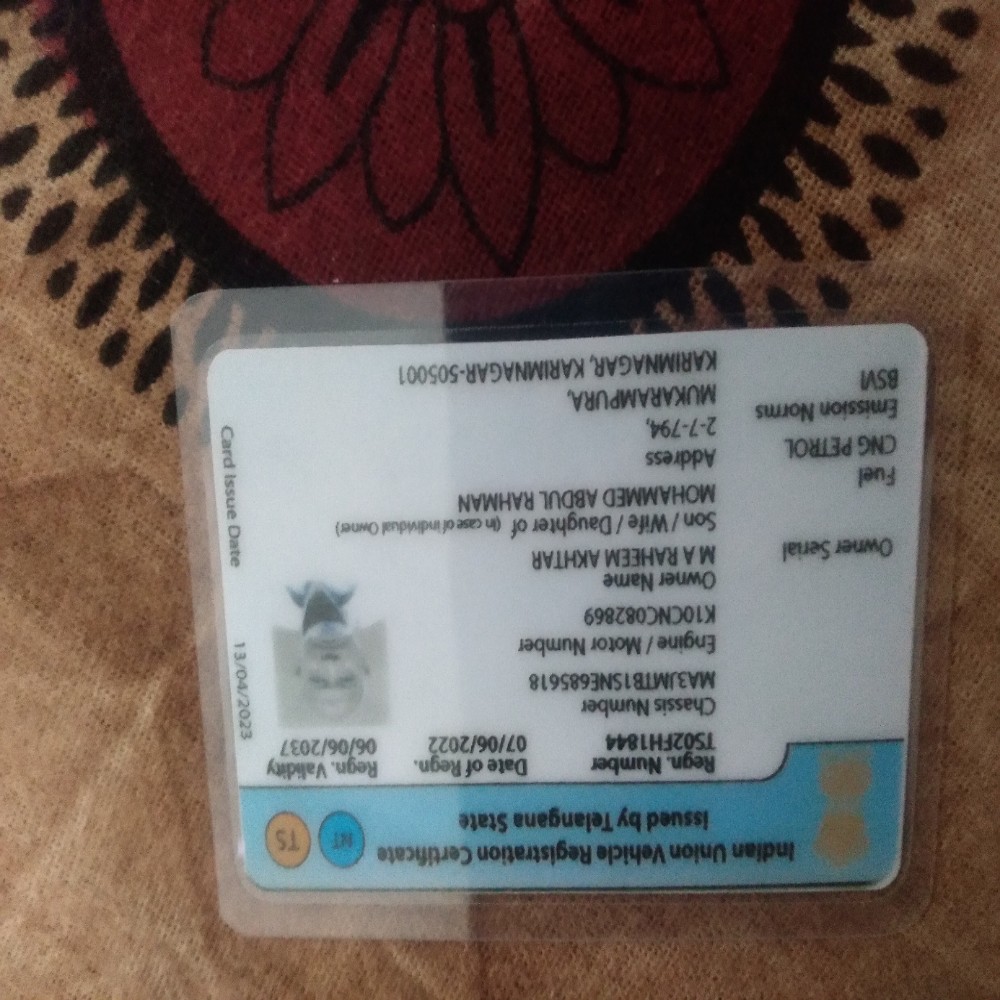 Indian Union Vehicle Registration Certificate
Issued by Telangana State
NT
TS
Regn. Number
TS02FH1844
Date of Regn.
07/06/2022
Regn. Validity
06/06/2037
Chassis Number
MA3JMTB1SNE685618
Engine / Motor Number
K10CNC082869
Owner Name
M A RAHEEM AKHTAR
Son / Wife / Daughter of (In case of individual Owner)
MOHAMMED ABDUL RAHMAN
Address
2-7-794,
MUKARAMPURA,
KARIMNAGAR, KARIMNAGAR-505001
Owner Serial
Fuel
CNG PETROL
Emission Norms
BSVI
Card Issue Date 13/04/2023